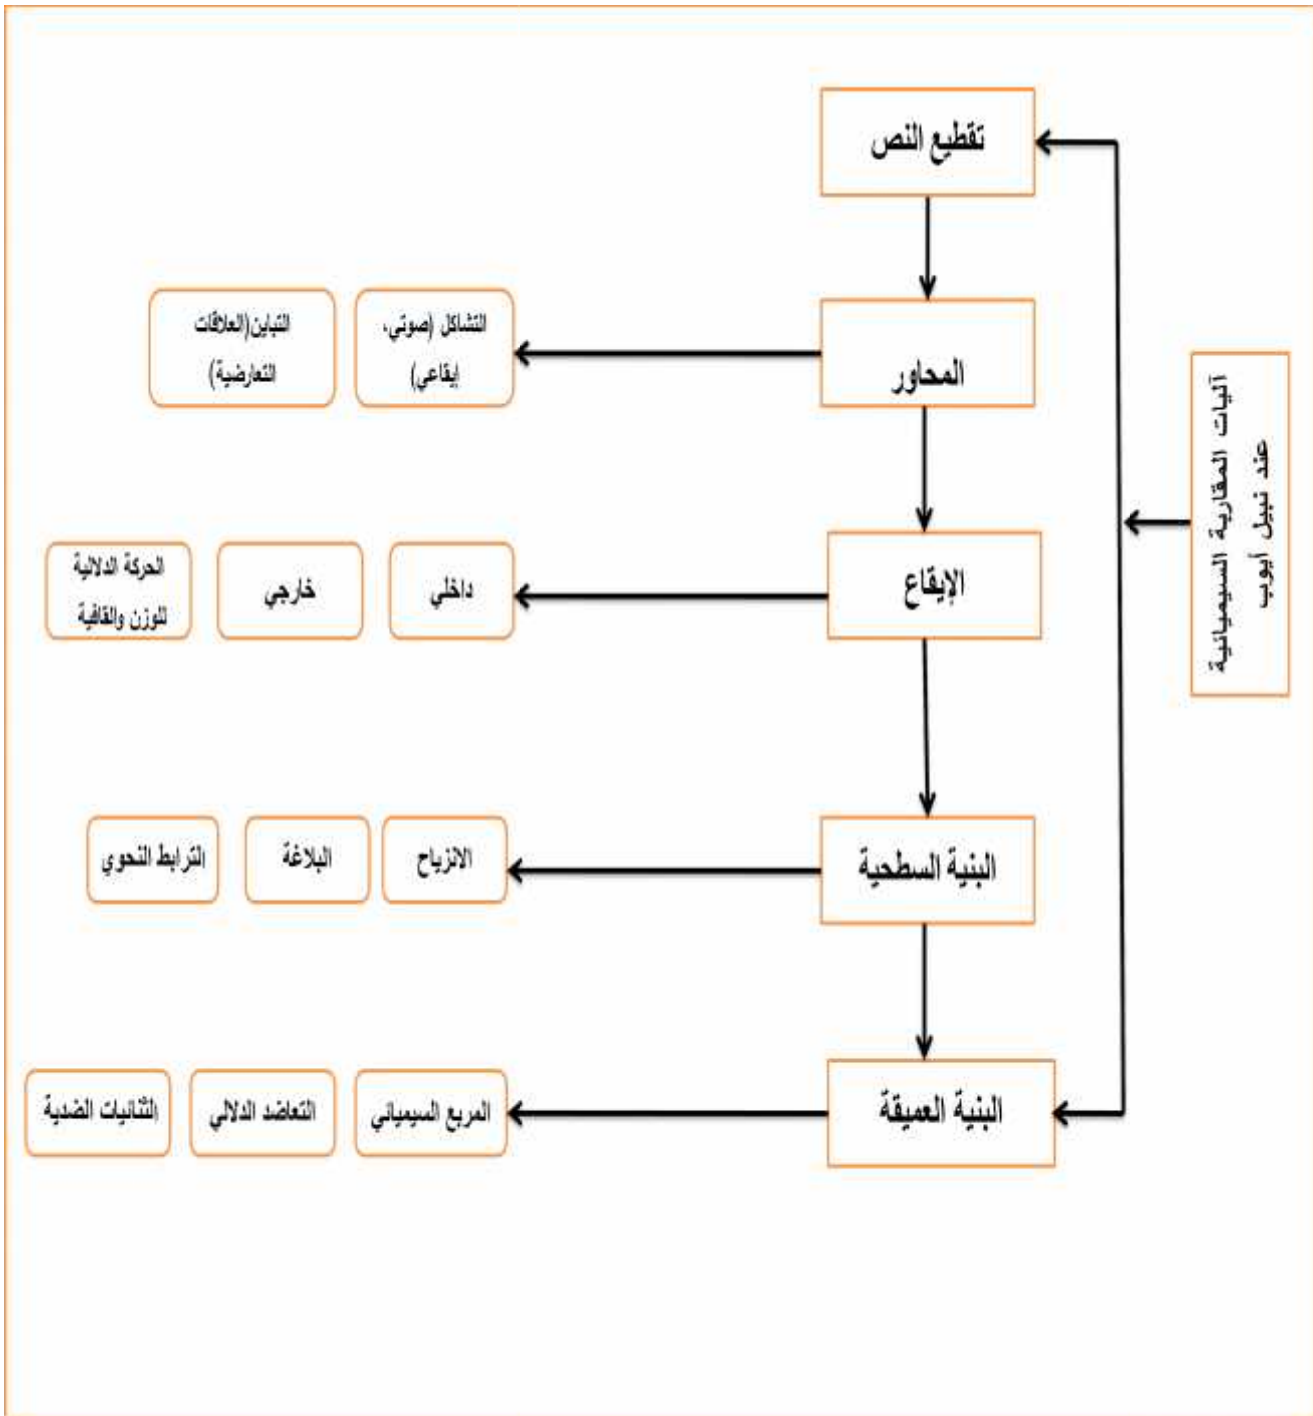 آليات المقاربة السيميائية
عند نبيل أيوب
تقطيع النص
المحاور
التشاكل (صوتي،
إيقاعي)
التباين(العلاقات
التعارضية)
الإيقاع
داخلي
خارجي
الحركة الدلالية
للوزن والقافية
البنية السطحية
الانزياح
البلاغة
الترابط النحوي
البنية العميقة
المربع السيميائي
التعاضد الدلالي
الثنائيات الضدية